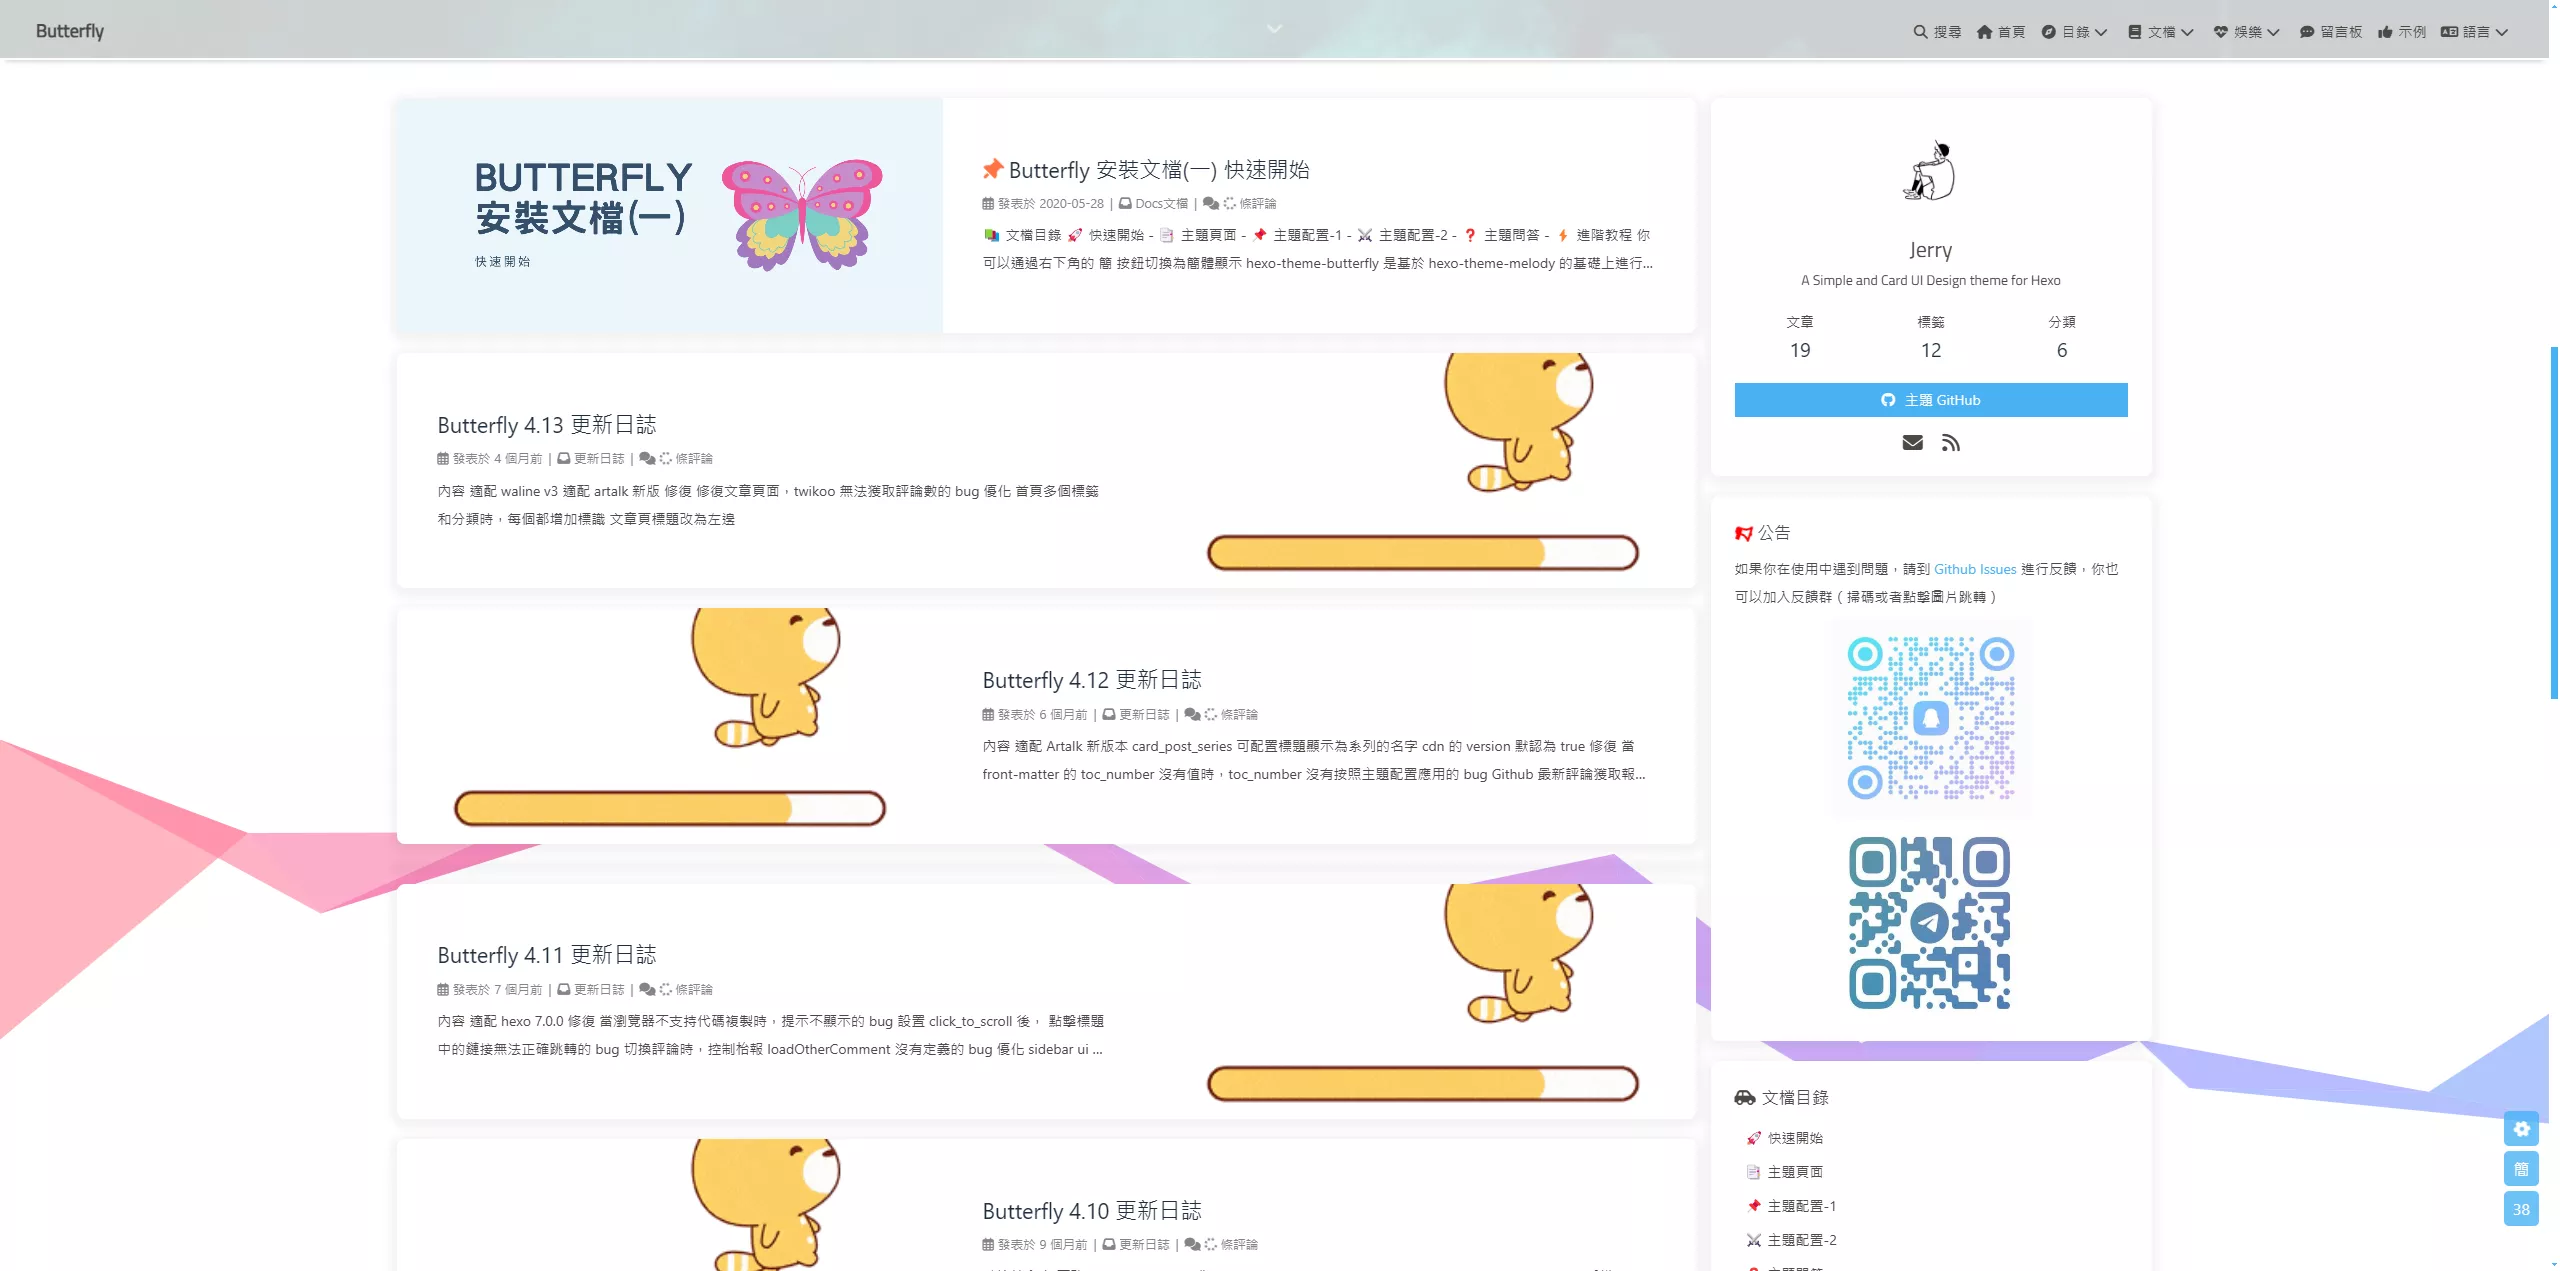 Butterfly
搜尋 首頁 目錄 文檔 娛樂 留言板 示例 語言
BUTTERFLY
安裝文檔(一)
快速開始
Butterfly 安裝文檔(一) 快速開始
發表於 2020-05-28 | Docs文檔 | 條評論
📚 文檔目錄 🚀 快速開始 - 📑 主題頁面 - 📌 主題配置-1 - ⚔️ 主題配置-2 - ❓ 主題問答 - ⚡️ 進階教程 你
可以通過右下角的 簡 按鈕切換為簡體顯示 hexo-theme-butterfly 是基於 hexo-theme-melody 的基礎上進行...
Butterfly 4.13 更新日誌
發表於 4 個月前 | 更新日誌 | 條評論
內容 適配 waline v3 適配 artalk 新版 修復 修復文章頁面，twikoo 無法獲取評論數的 bug 優化 首頁多個標籤
和分類時，每個都增加標識 文章頁標題改為左邊
Butterfly 4.12 更新日誌
發表於 6 個月前 | 更新日誌 | 條評論
內容 適配 Artalk 新版本 card_post_series 可配置標題顯示為系列的名字 cdn 的 version 默認為 true 修復 當
front-matter 的 toc_number 沒有值時，toc_number 沒有按照主題配置應用的 bug Github 最新評論獲取報...
Butterfly 4.11 更新日誌
發表於 7 個月前 | 更新日誌 | 條評論
內容 適配 hexo 7.0.0 修復 當瀏覽器不支持代碼複製時，提示不顯示的 bug 設置 click_to_scroll 後， 點擊標題
中的鏈接無法正確跳轉的 bug 切換評論時，控制枱報 loadOtherComment 沒有定義的 bug 優化 sidebar ui ...
Butterfly 4.10 更新日誌
發表於 9 個月前 | 更新日誌 | 條評論
Jerry
A Simple and Card UI Design theme for Hexo
文章 標籤 分類
19 12 6
主題 GitHub
公告
如果你在使用中遇到問題，請到 Github Issues 進行反饋，你也
可以加入反饋群（掃碼或者點擊圖片跳轉）
文檔目錄
🚀 快速開始
📑 主題頁面
📌 主題配置-1
⚔️ 主題配置-2
簡
38